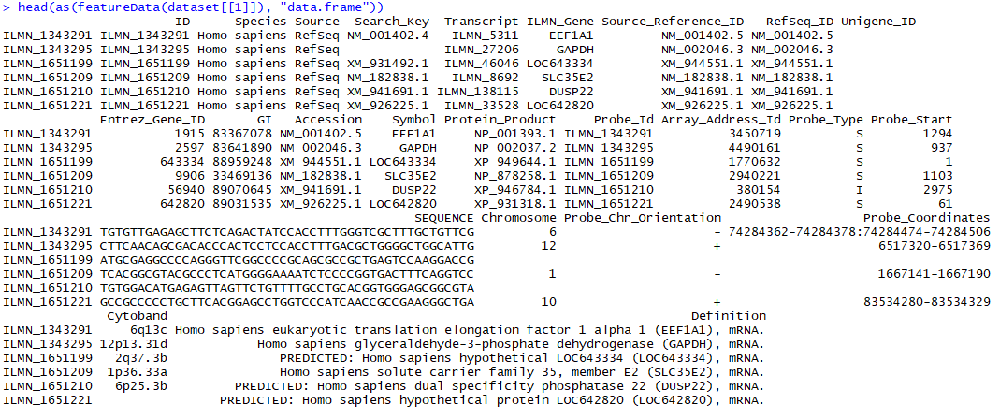 > head(as(featureData(dataset[[1]]), "data.frame"))
ID Species Source Search_Key Transcript ILMN_Gene Source_Reference_ID RefSeq_ID Unigene_ID
ILMN_1343291 ILMN_1343291 Homo sapiens RefSeq NM_001402.4 ILMN_5311 EEF1A1 NM_001402.5 NM_001402.5
ILMN_1343295 ILMN_1343295 Homo sapiens RefSeq ILMN_27206 GAPDH NM_002046.3 NM_002046.3
ILMN_1651199 ILMN_1651199 Homo sapiens RefSeq XM_931492.1 ILMN_46046 LOC643334 XM_944551.1 XM_944551.1
ILMN_1651209 ILMN_1651209 Homo sapiens RefSeq NM_182838.1 ILMN_8692 SLC35E2 NM_182838.1 NM_182838.1
ILMN_1651210 ILMN_1651210 Homo sapiens RefSeq XM_941691.1 ILMN_138115 DUSP22 XM_941691.1 XM_941691.1
ILMN_1651221 ILMN_1651221 Homo sapiens RefSeq XM_926225.1 ILMN_33528 LOC642820 XM_926225.1 XM_926225.1
Entrez_Gene_ID GI Accession Symbol Protein_Product Probe_Id Array_Address_Id Probe_Type Probe_Start
ILMN_1343291 1915 83367078 NM_001402.5 EEF1A1 NP_001393.1 ILMN_1343291 3450719 S 1294
ILMN_1343295 2597 83641890 NM_002046.3 GAPDH NP_002037.2 ILMN_1343295 4490161 S 937
ILMN_1651199 643334 88959248 XM_944551.1 LOC643334 XP_949644.1 ILMN_1651199 1770632 S 1
ILMN_1651209 9906 33469136 NM_182838.1 SLC35E2 NP_878258.1 ILMN_1651209 2940221 S 1103
ILMN_1651210 56940 89070645 XM_941691.1 DUSP22 XP_946784.1 ILMN_1651210 380154 I 2975
ILMN_1651221 642820 89031535 XM_926225.1 LOC642820 XP_931318.1 ILMN_1651221 2490538 S 61
SEQUENCE Chromosome Probe_Chr_Orientation Probe_Coordinates
ILMN_1343291 TGTGTTGAGAGCTTCTCAGACTATCCACCTTTGGGTCGCTTTGCTGTTCG 6 - 74284362-74284378:74284474-74284506
ILMN_1343295 CTTCAACAGCGACACCCACTCCTCCACCTTTGACGCTGGGGCTGGCATTG 12 + 6517320-6517369
ILMN_1651199 ATGCGAGGCCCCAGGGTTCGGCCCCGCAGCGCCGCTGAGTCCAAGGACCG
ILMN_1651209 TCACGGCGTACGCCCTCATGGGGAAAATCTCCCCGGTGACTTTCAGGTCC 1 - 1667141-1667190
ILMN_1651210 TGTGGACATGAGAGTTAGTTCTGTTTTGCCTGCACGGTGGGAGCGGCGTA
ILMN_1651221 GCCGCCCCCTGCTTCACGGAGCCTGGTCCCATCAACCGCCGAAGGGCTGA 10 + 83534280-83534329
Cytoband Definition
ILMN_1343291 6q13c Homo sapiens eukaryotic translation elongation factor 1 alpha 1 (EEF1A1), mRNA.
ILMN_1343295 12p13.31d Homo sapiens glyceraldehyde-3-phosphate dehydrogenase (GAPDH), mRNA.
ILMN_1651199 2q37.3b PREDICTED: Homo sapiens hypothetical LOC643334 (LOC643334), mRNA.
ILMN_1651209 1p36.33a Homo sapiens solute carrier family 35, member E2 (SLC35E2), mRNA.
ILMN_1651210 6p25.3b PREDICTED: Homo sapiens dual specificity phosphatase 22 (DUSP22), mRNA.
ILMN_1651221 PREDICTED: Homo sapiens hypothetical protein LOC642820 (LOC642820), mRNA.